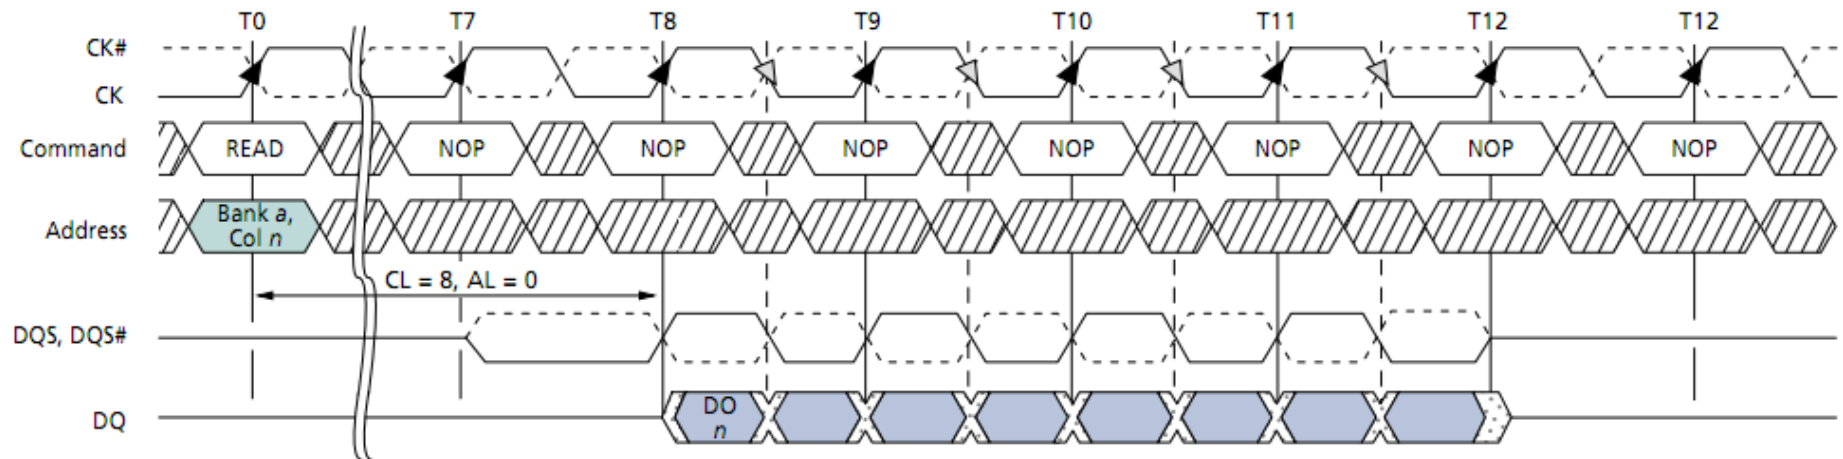 T0 T7 T8 T9 T10 T11 T12 T12
CK#
CK
Command READ NOP NOP NOP NOP NOP NOP NOP
Bank a,
Address
Col n
CL = 8, AL = 0
DQS, DQS#
DO
DQ
n